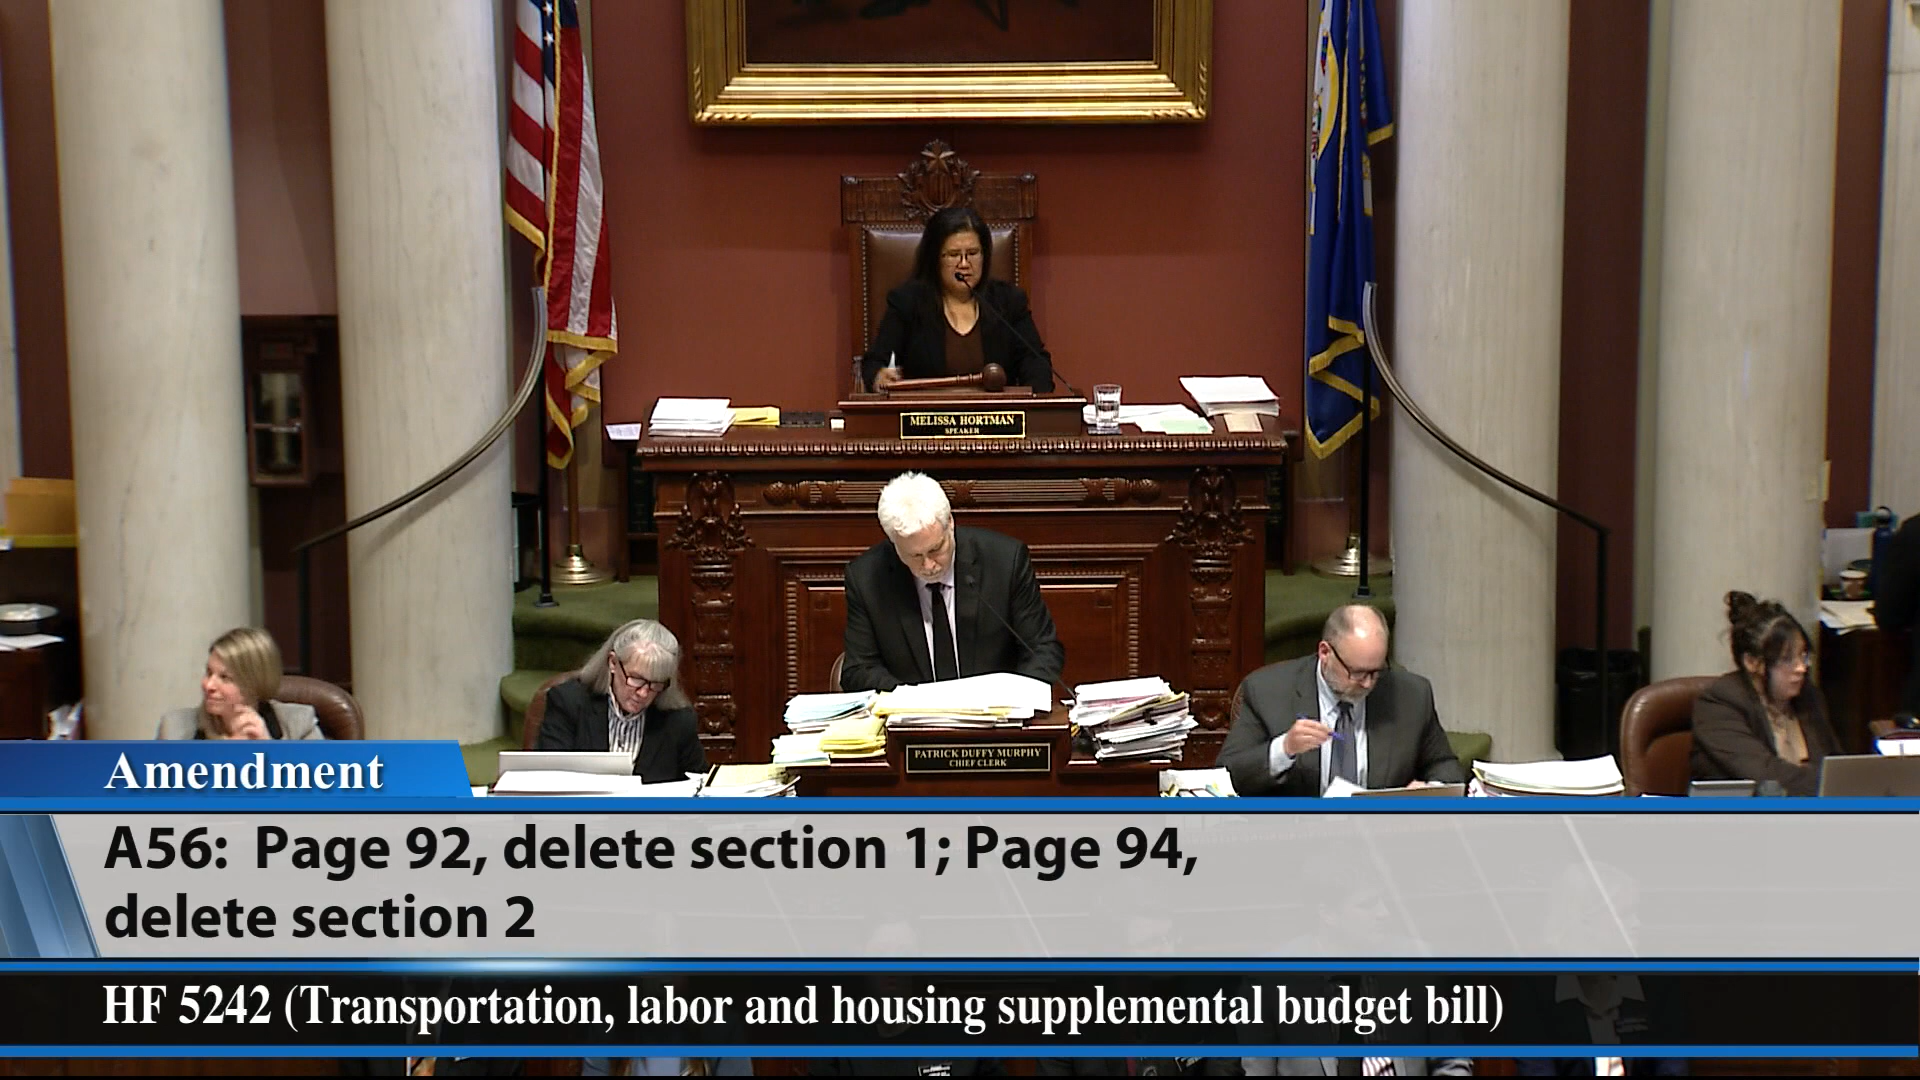 MELISSA HORTMAN
SPEAKER
PATRICK DUFFY MURPHY
CHIEF CLERK
Amendment
A56: Page 92, delete section 1; Page 94,
delete section 2
HF 5242 (Transportation, labor and housing supplemental budget bill)